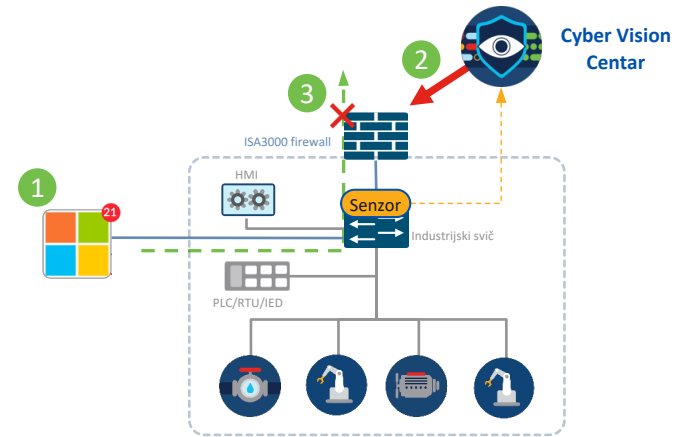 Cyber Vision
Centar
2
3
ISA3000 firewall
HMI
1
21
Senzor
Industrijski svič
PLC/RTU/IED